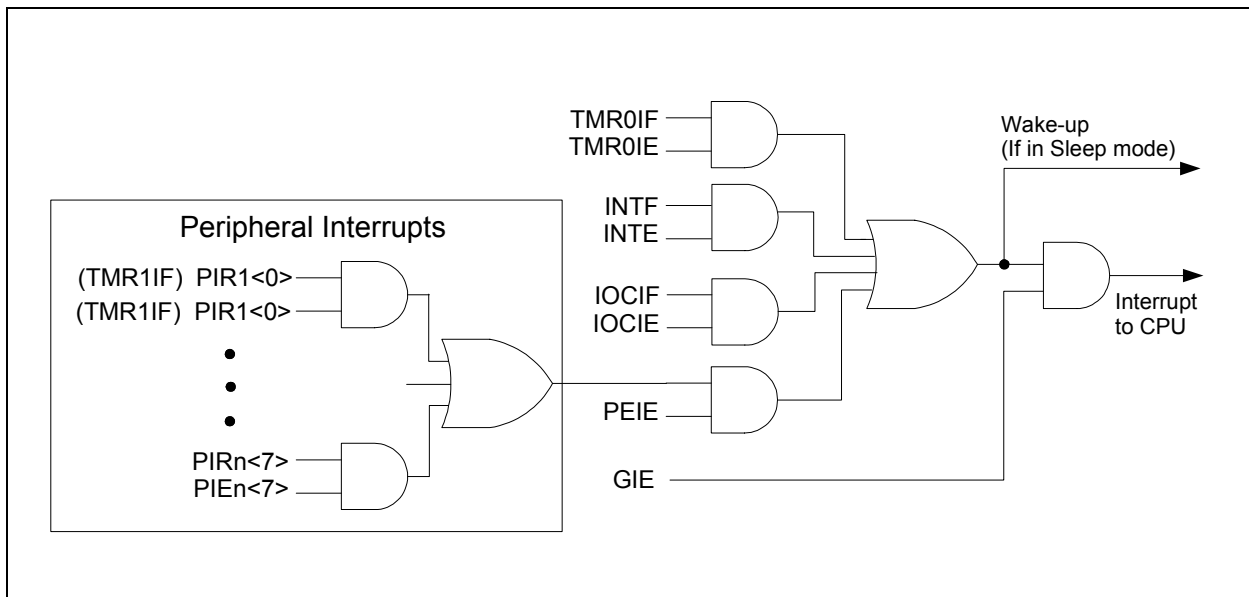 TMR0IF
TMR0IE
Wake-up
(If in Sleep mode)
INTF
INTE
Peripheral Interrupts
(TMR1IF) PIR1<0>
(TMR1IF) PIR1<0>
IOCIF
IOCIE
Interrupt
to CPU
PEIE
PIRn<7>
PIEn<7>
GIE